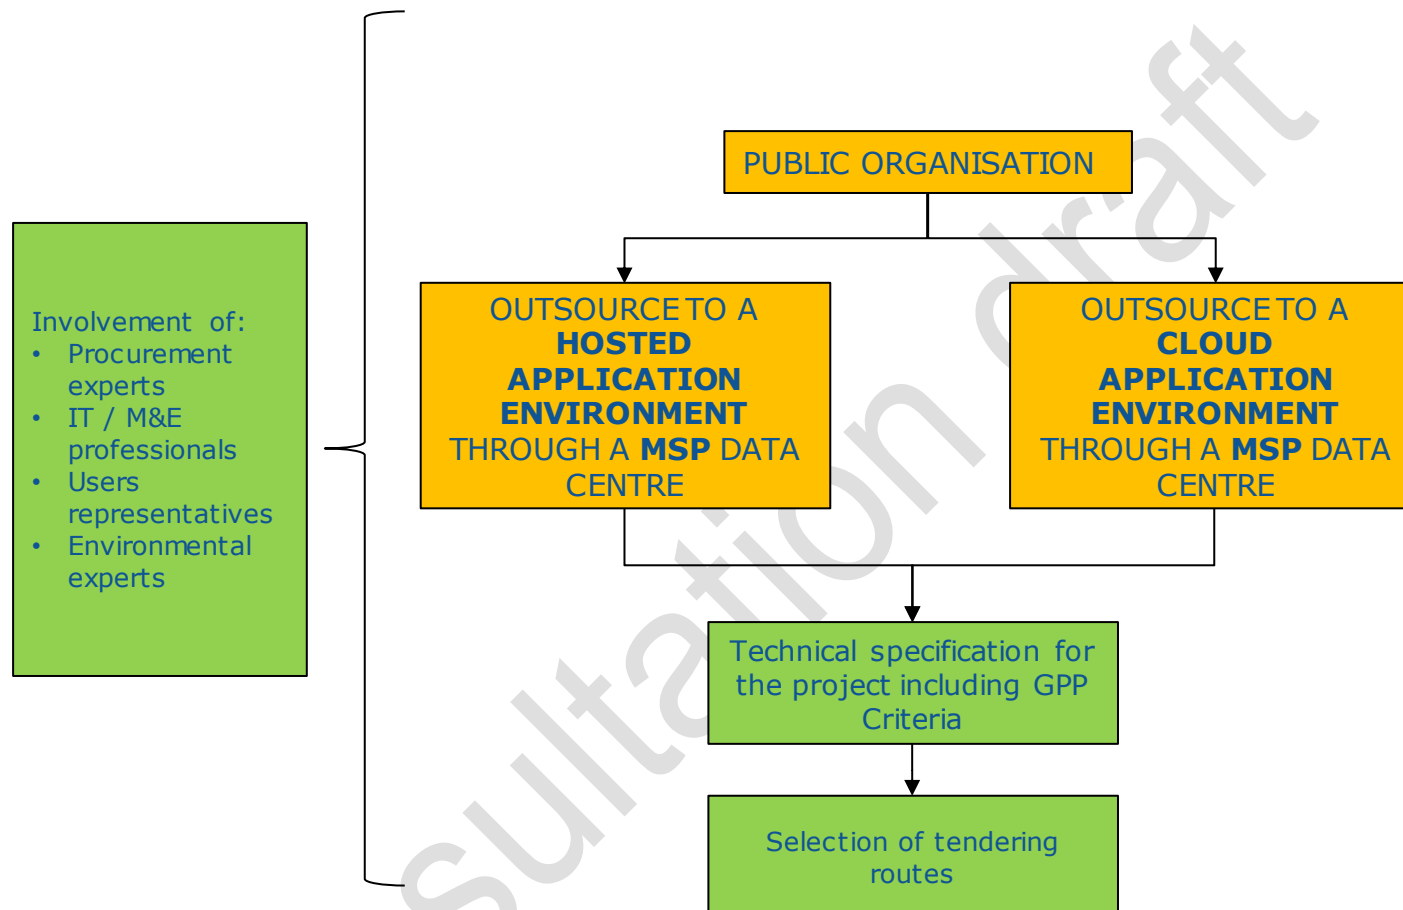 PUBLIC ORGANISATION
Involvement of:
• Procurement
experts
• IT / M&E
professionals
• Users
representatives
• Environmental
experts
OUTSOURCE TO A
HOSTED
APPLICATION
ENVIRONMENT
THROUGH A MSP DATA
CENTRE
OUTSOURCE TO A
CLOUD
APPLICATION
ENVIRONMENT
THROUGH A MSP DATA
CENTRE
Technical specification for
the project including GPP
Criteria
Selection of tendering
routes
sultation draft